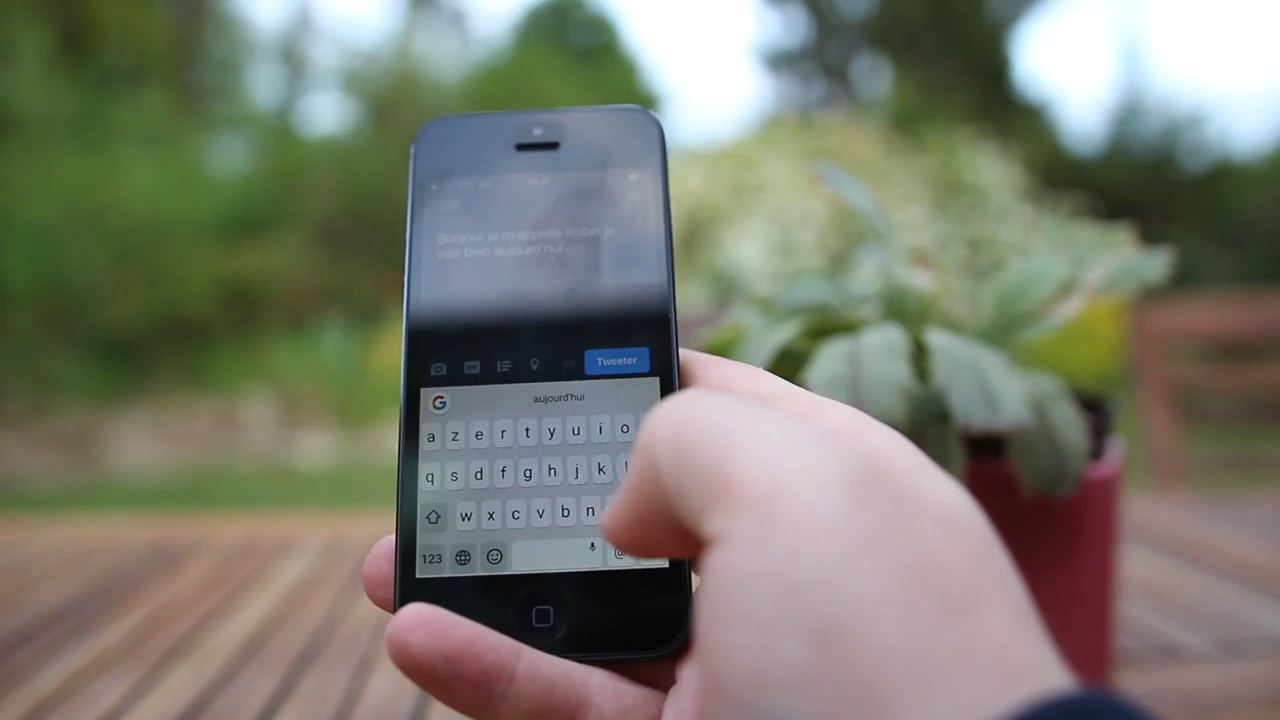 Bonjour je m'appelle Robin je
vais bien aujourd'hui
Tweeter
G aujourd'hui
a z e r t y u i o
q s d f g h j k l
w x c v b n
123 @